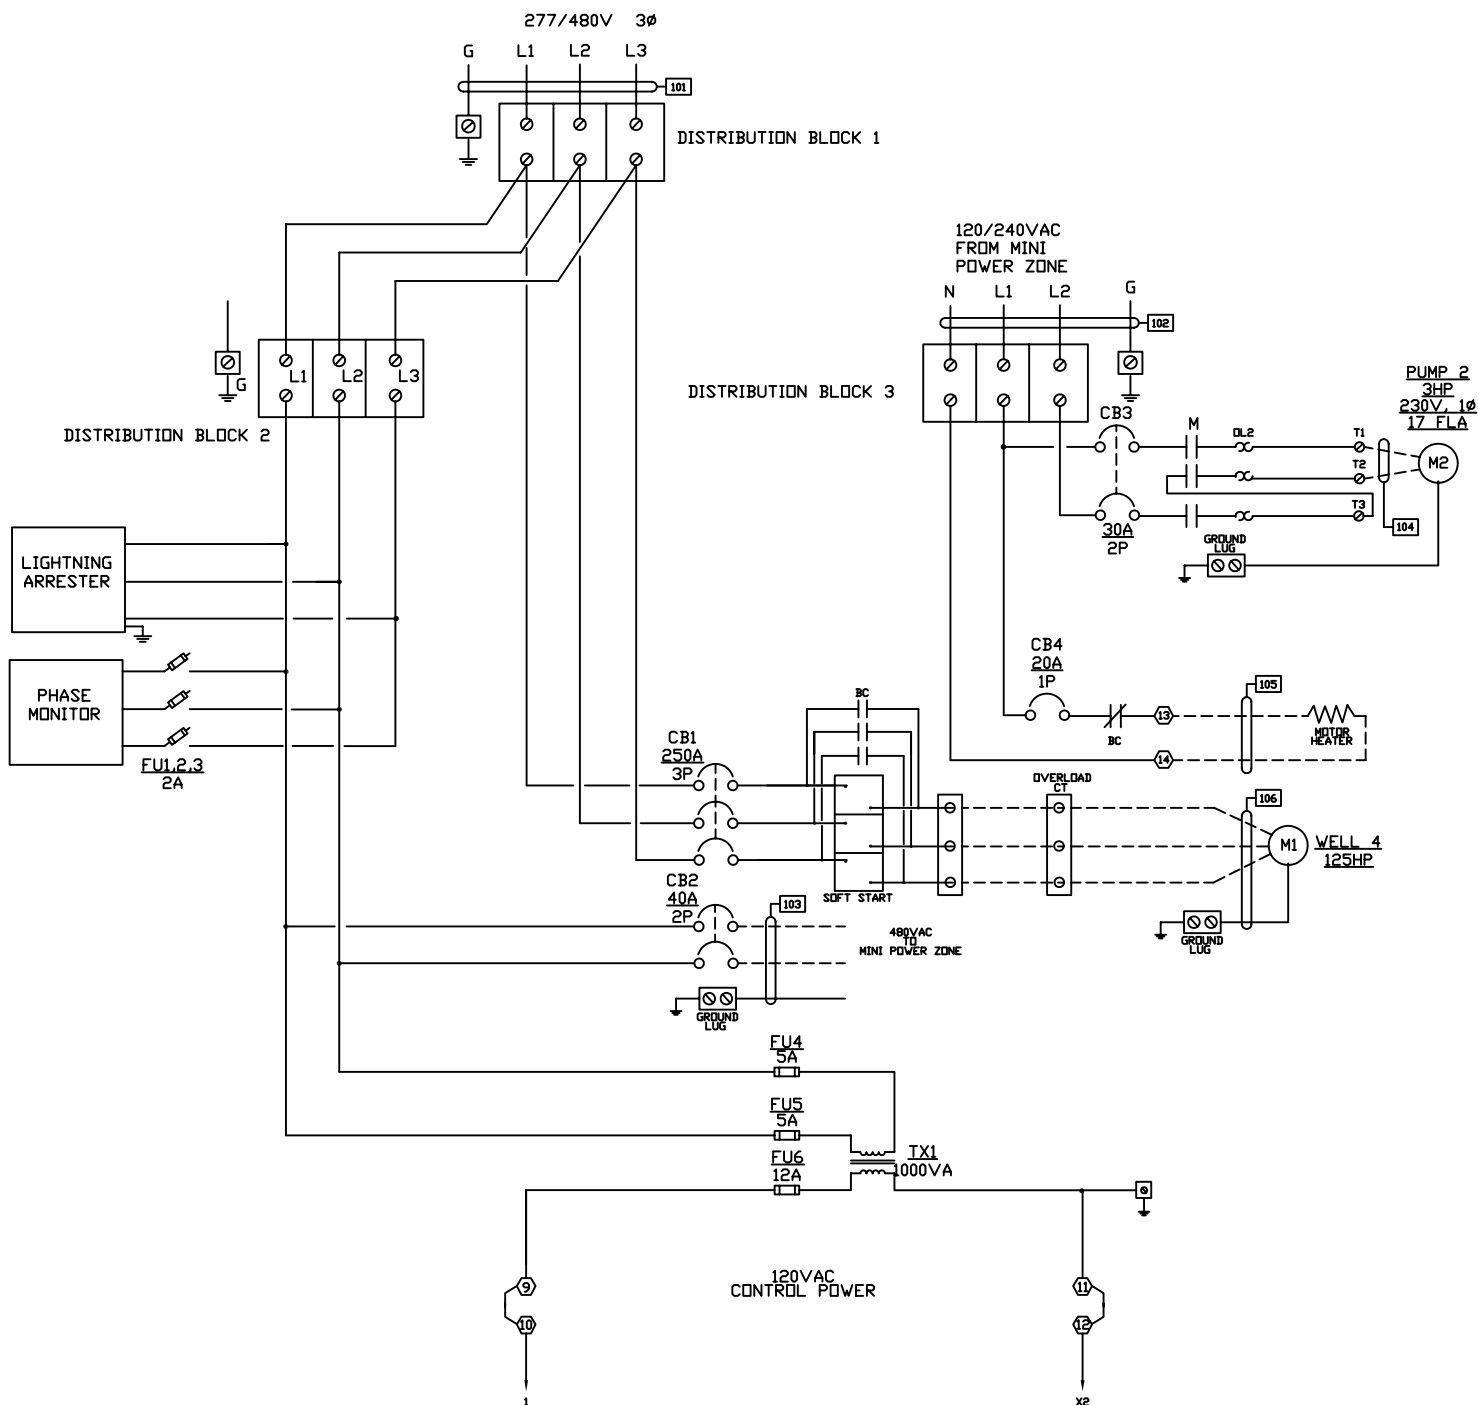 277/480V 3ø
G L1 L2 L3
101
DISTRIBUTION BLOCK 1
120/240VAC
FROM MINI
POWER ZONE
N L1 L2 G
102
L1 L2 L3
G
DISTRIBUTION BLOCK 2
DISTRIBUTION BLOCK 3
PUMP 2
3HP
230V, 1ø
17 FLA
CB3
M
OL2
T1
T2
T3
M2
104
30A
2P
GROUND
LUG
LIGHTNING
ARRESTER
PHASE
MONITOR
FU1,2,3
2A
CB4
20A
1P
BC
13
14
105
MOTOR
HEATER
CB1
250A
3P
BC
SOFT START
OVERLOAD
CT
106
M1
WELL 4
125HP
GROUND
LUG
CB2
40A
2P
103
480VAC
TO
MINI POWER ZONE
GROUND
LUG
FU4
5A
FU5
5A
FU6
12A
TX1
1000VA
120VAC
CONTROL POWER
9
10
11
12
1
X2